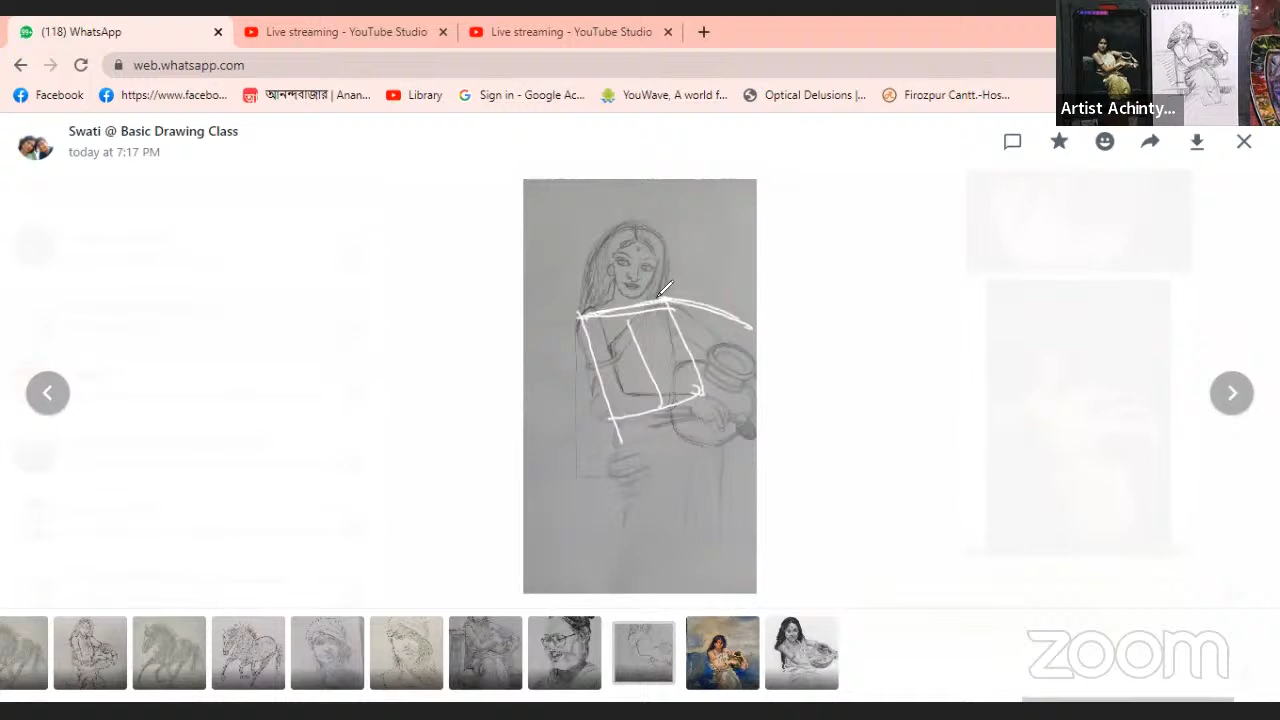 (118) WhatsApp
Live streaming - YouTube Studio
Live streaming - YouTube Studio
web.whatsapp.com
Facebook
https://www.facebo...
আনন্দবাজার | Anan...
Library
Sign in - Google Ac...
YouWave, A world f...
Optical Delusions |...
Firozpur Cantt.-Hos...
Artist Achinty...
Swati @ Basic Drawing Class
today at 7:17 PM
zoom